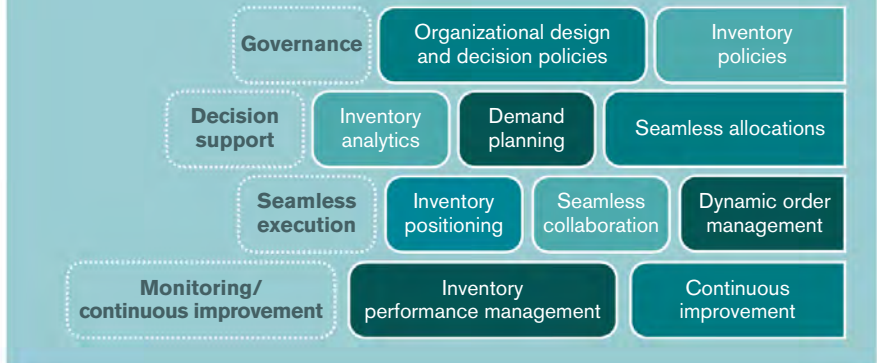 Governance
Organizational design
and decision policies
Inventory
policies
Decision
support
Inventory
analytics
Demand
planning
Seamless allocations
Seamless
execution
Inventory
positioning
Seamless
collaboration
Dynamic order
management
Monitoring/
continuous improvement
Inventory
performance management
Continuous
improvement